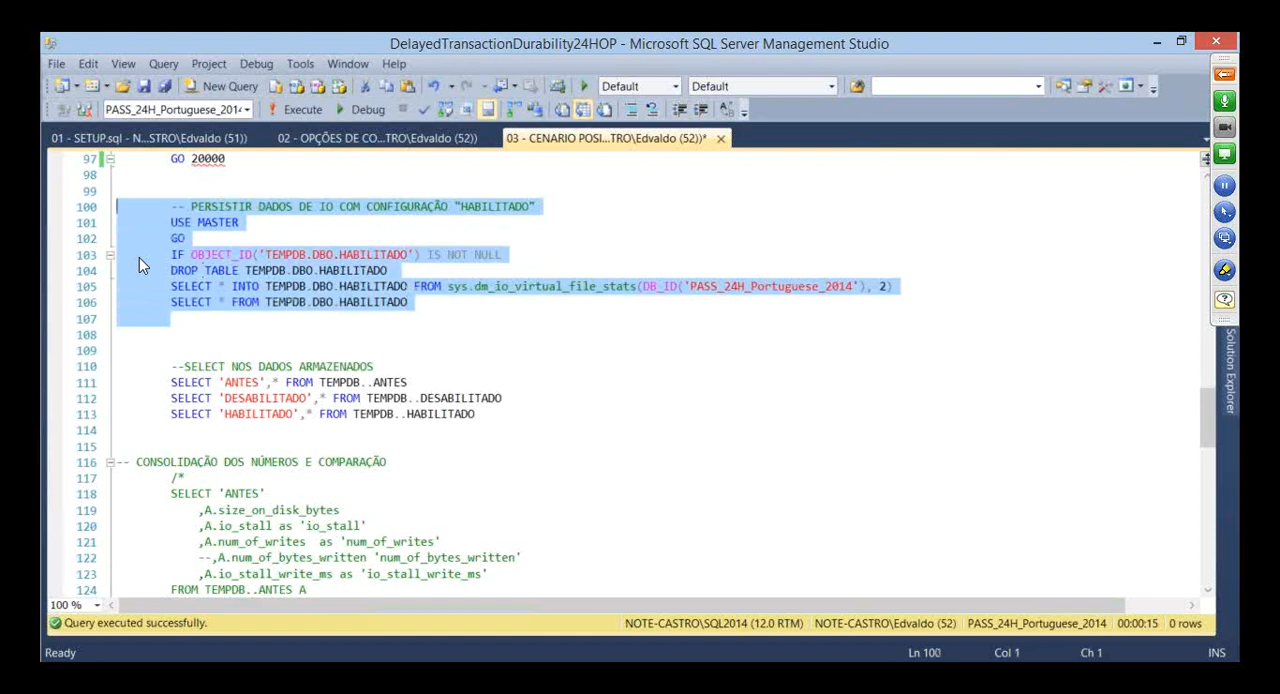 DelayedTransactionDurability24HOP - Microsoft SQL Server Management Studio
File Edit View Query Project Debug Tools Window Help
New Query Default Default
PASS_24H_Portuguese_2014 Execute Debug
01 - SETUP.sql - N...STRO\Edvaldo (51)) 02 - OPÇÕES DE CO...TRO\Edvaldo (52)) 03 - CENARIO POSI...TRO\Edvaldo (52))*
97 GO 20000
98
99
100 -- PERSISTIR DADOS DE IO COM CONFIGURAÇÃO "HABILITADO"
101 USE MASTER
102 GO
103 IF OBJECT_ID('TEMPDB.DBO.HABILITADO') IS NOT NULL
104 DROP TABLE TEMPDB.DBO.HABILITADO
105 SELECT * INTO TEMPDB.DBO.HABILITADO FROM sys.dm_io_virtual_file_stats(DB_ID('PASS_24H_Portuguese_2014'), 2)
106 SELECT * FROM TEMPDB.DBO.HABILITADO
107
108
109
110 --SELECT NOS DADOS ARMAZENADOS
111 SELECT 'ANTES',* FROM TEMPDB..ANTES
112 SELECT 'DESABILITADO',* FROM TEMPDB..DESABILITADO
113 SELECT 'HABILITADO',* FROM TEMPDB..HABILITADO
114
115
116 -- CONSOLIDAÇÃO DOS NÚMEROS E COMPARAÇÃO
117 /*
118 SELECT 'ANTES'
119 ,A.size_on_disk_bytes
120 ,A.io_stall as 'io_stall'
121 ,A.num_of_writes as 'num_of_writes'
122 --,A.num_of_bytes_written 'num_of_bytes_written'
123 ,A.io_stall_write_ms as 'io_stall_write_ms'
124 FROM TEMPDB..ANTES A
100 %
Query executed successfully. NOTE-CASTRO\SQL2014 (12.0 RTM) NOTE-CASTRO\Edvaldo (52) PASS_24H_Portuguese_2014 00:00:15 0 rows
Ready Ln 100 Col 1 Ch 1 INS
Solution Explorer